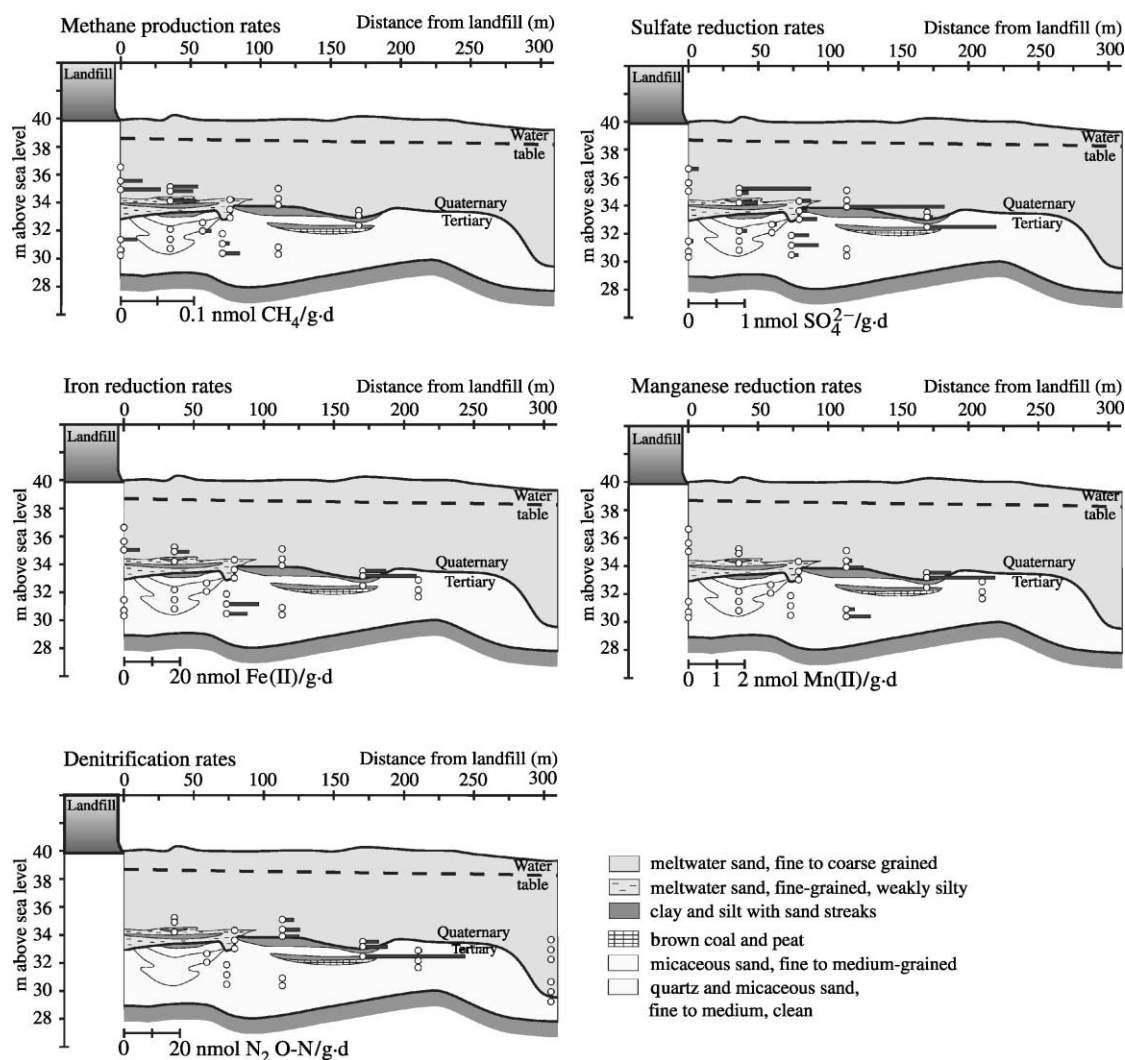 Methane production rates
Distance from landfill (m)
0 50 100 150 200 250 300
Landfill
40
38
36
34
32
30
28
m above sea level
Water
table
Quaternary
Tertiary
0 0.1 nmol CH₄/g·d
Sulfate reduction rates
Distance from landfill (m)
0 50 100 150 200 250 300
Landfill
40
38
36
34
32
30
28
m above sea level
Water
table
Quaternary
Tertiary
0 1 nmol SO₄²⁻/g·d
Iron reduction rates
Distance from landfill (m)
0 50 100 150 200 250 300
Landfill
40
38
36
34
32
30
28
m above sea level
Water
table
Quaternary
Tertiary
0 20 nmol Fe(II)/g·d
Manganese reduction rates
Distance from landfill (m)
0 50 100 150 200 250 300
Landfill
40
38
36
34
32
30
28
m above sea level
Water
table
Quaternary
Tertiary
0 1 2 nmol Mn(II)/g·d
Denitrification rates
Distance from landfill (m)
0 50 100 150 200 250 300
Landfill
40
38
36
34
32
30
28
m above sea level
Water
table
Quaternary
Tertiary
0 20 nmol N₂ O-N/g·d
meltwater sand, fine to coarse grained
meltwater sand, fine-grained, weakly silty
clay and silt with sand streaks
brown coal and peat
micaceous sand, fine to medium-grained
quartz and micaceous sand,
fine to medium, clean